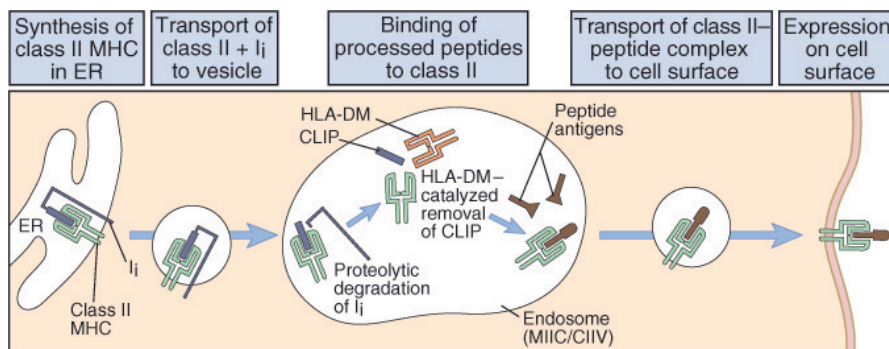 Synthesis of
class II MHC
in ER
Transport of
class II + Ii
to vesicle
Binding of
processed peptides
to class II
Transport of class II–
peptide complex
to cell surface
Expression
on cell
surface
ER
Ii
Class II
MHC
HLA-DM
CLIP
HLA-DM–
catalyzed
removal
of CLIP
Peptide
antigens
Proteolytic
degradation
of Ii
Endosome
(MIIC/CIIV)